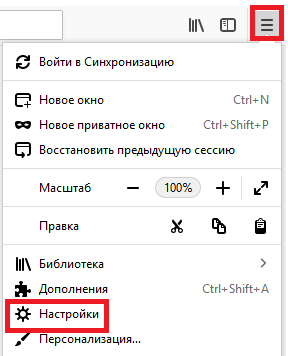 Войти в Синхронизацию
Новое окно Ctrl+N
Новое приватное окно Ctrl+Shift+P
Восстановить предыдущую сессию
Масштаб 100%
Правка
Библиотека
Дополнения Ctrl+Shift+A
Настройки
Персонализация...